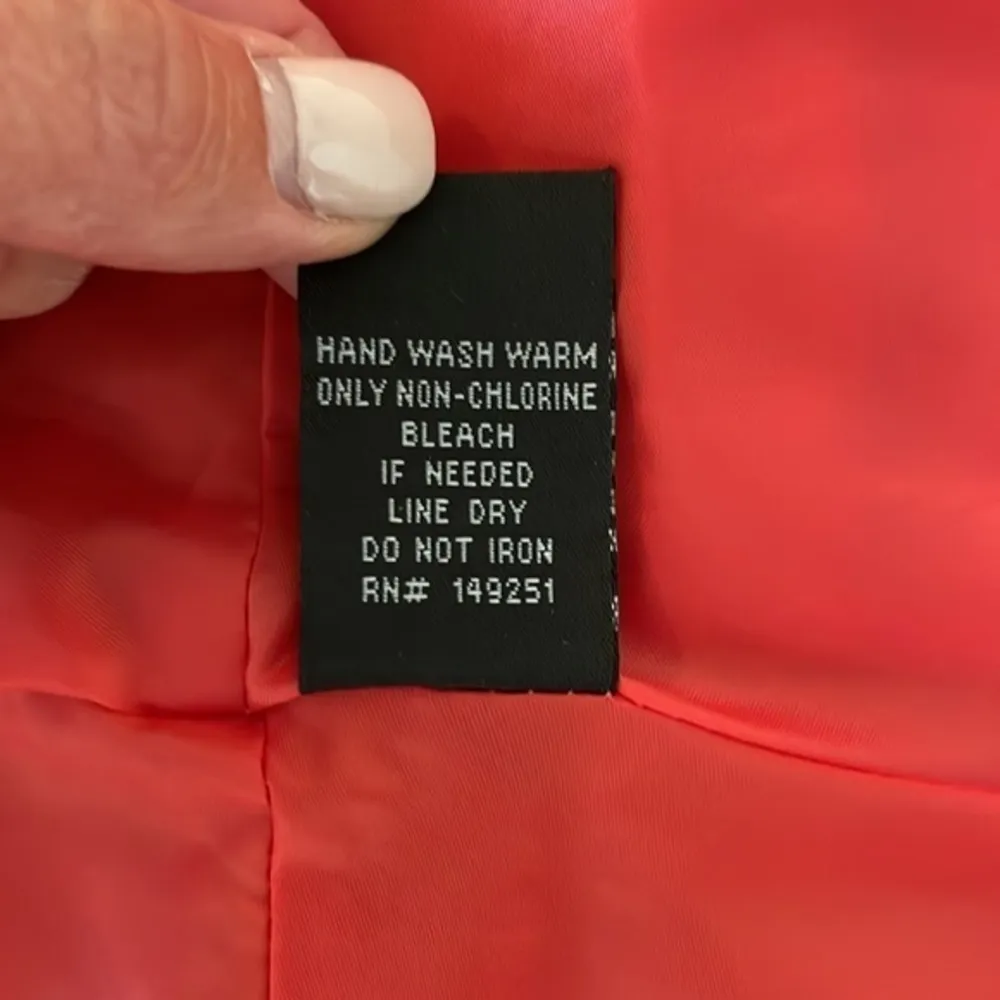 HAND WASH WARM
ONLY NON-CHLORINE
BLEACH
IF NEEDED
LINE DRY
DO NOT IRON
RN# 149251